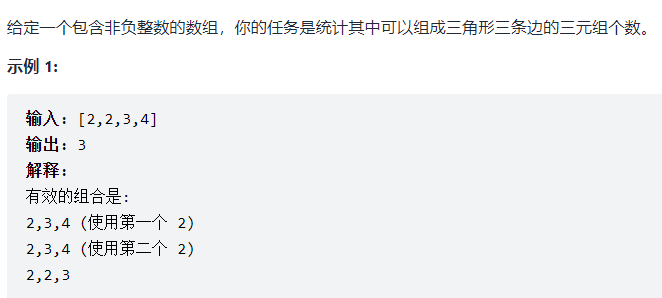 给定一个包含非负整数的数组，你的任务是统计其中可以组成三角形三条边的三元组个数。
示例 1:
输入: [2,2,3,4]
输出: 3
解释:
有效的组合是:
2,3,4 (使用第一个 2)
2,3,4 (使用第二个 2)
2,2,3